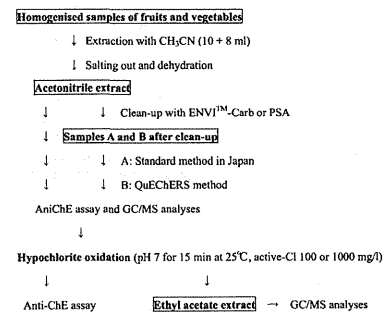 Homogenised samples of fruits and vegetables
↓ Extraction with CH3CN (10 + 8 ml)
↓ Salting out and dehydration
Acetonitrile extract
↓ ↓ Clean-up with ENVI™-Carb or PSA
↓ Samples A and B after clean-up
↓ ↓ A: Standard method in Japan
↓ ↓ B: QuEChERS method
AniChE assay and GC/MS analyses
↓
Hypochlorite oxidation (pH 7 for 15 min at 25℃, active-Cl 100 or 1000 mg/l)
↓ ↓
Anti-ChE assay Ethyl acetate extract → GC/MS analyses